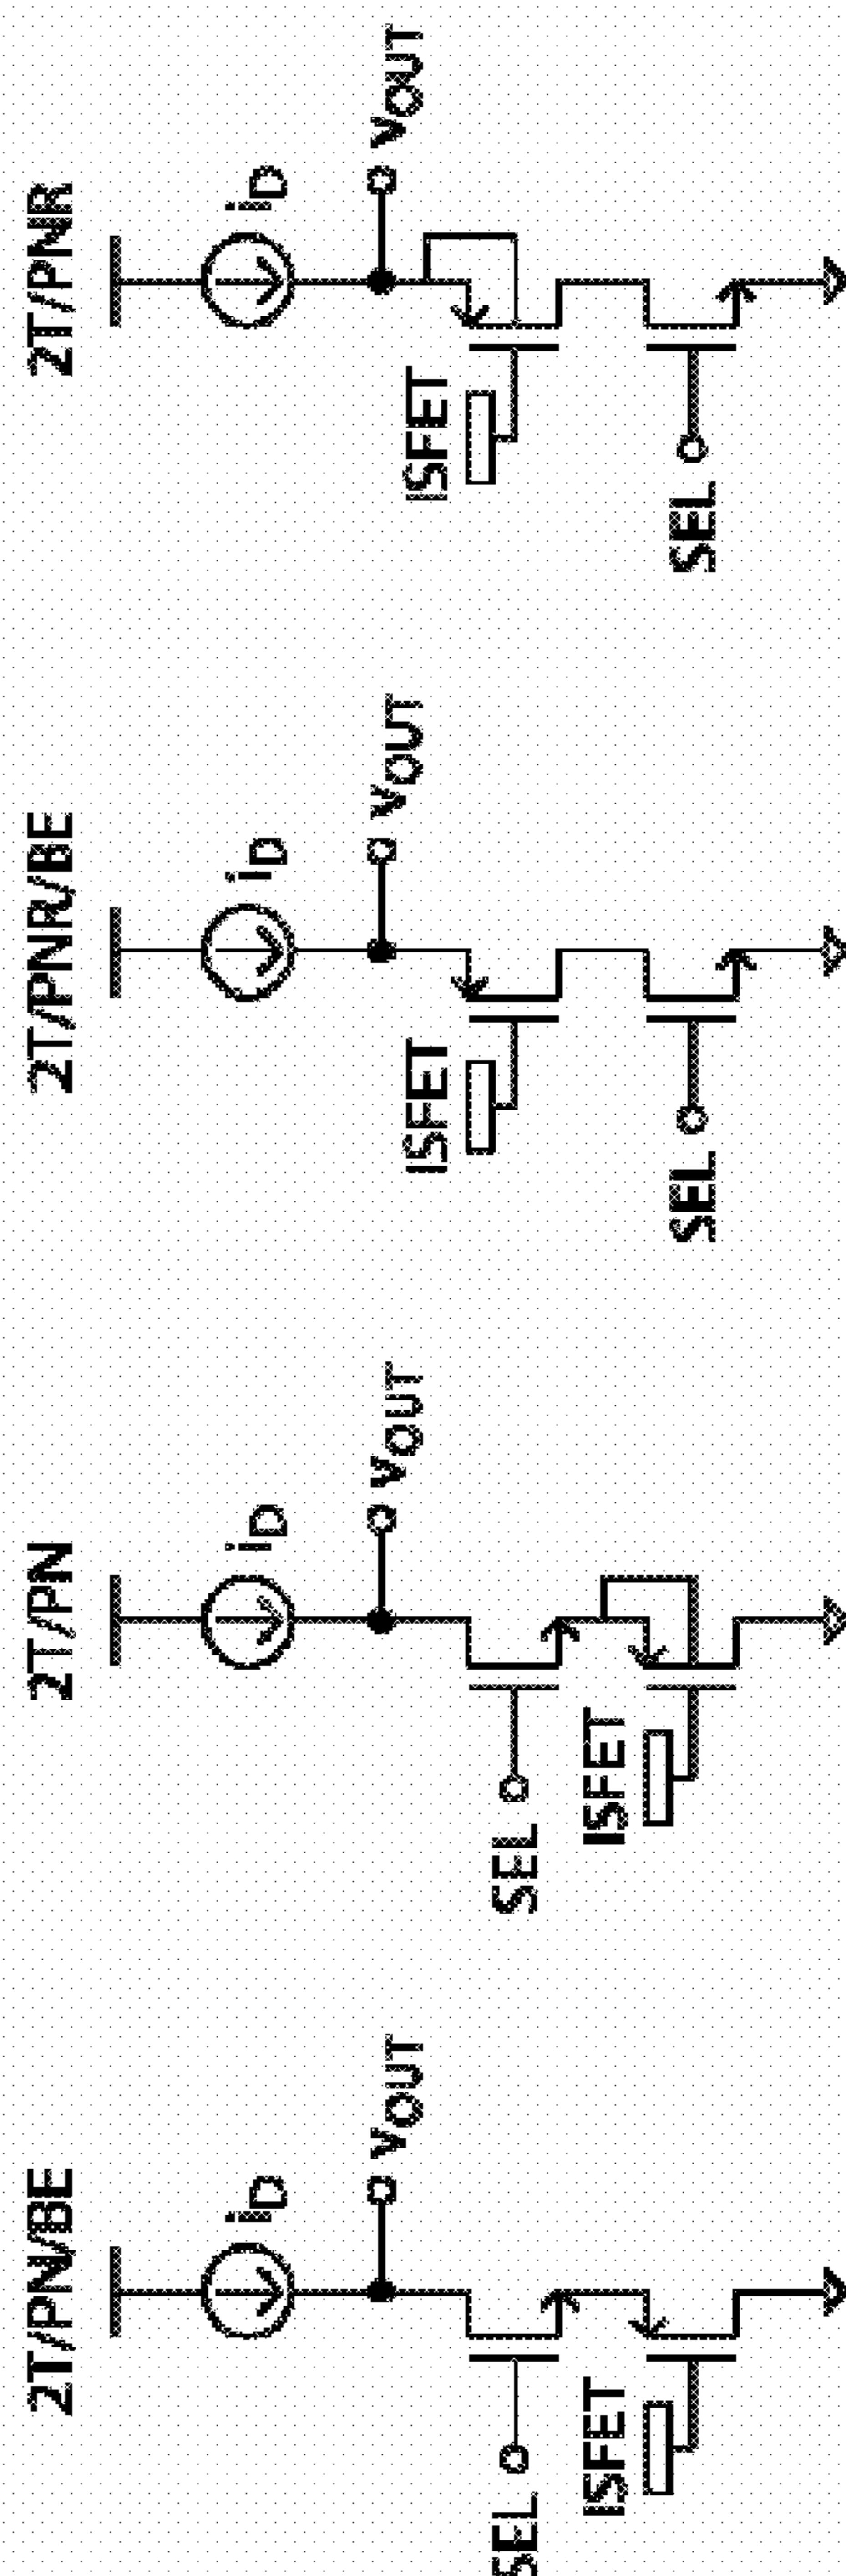 2T/PN/BE
iD
vOUT
SEL
ISFET
2T/PN
iD
vOUT
SEL
ISFET
2T/PNR/BE
iD
vOUT
ISFET
SEL
2T/PNR
iD
vOUT
ISFET
SEL